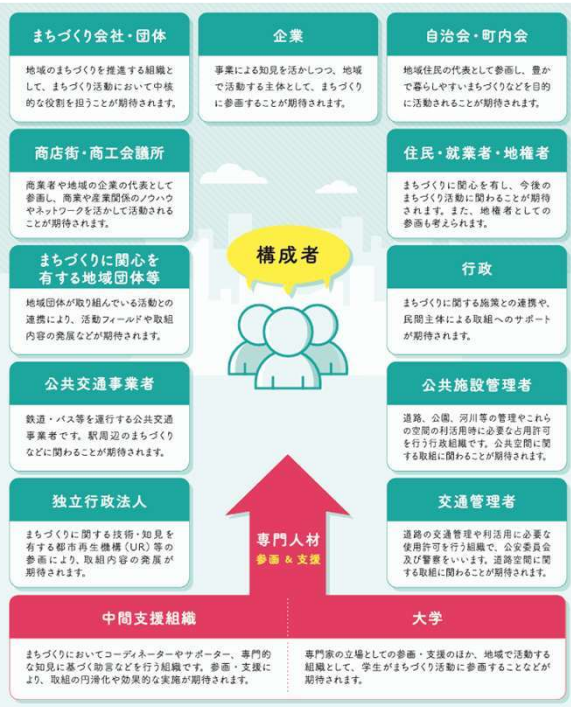 まちづくり会社・団体
地域のまちづくりを推進する組織と
して、まちづくり活動において中核
的な役割を担うことが期待されます。
企業
事業による知見を活かしつつ、地域
で活動する主体として、まちづくり
に参画することが期待されます。
自治会・町内会
地域住民の代表として参画し、豊か
で暮らしやすいまちづくりなどを目的
に活動されることが期待されます。
商店街・商工会議所
商業者や地域の企業の代表として
参画し、商業や産業関係のノウハウ
やネットワークを活かして活動される
ことが期待されます。
住民・就業者・地権者
まちづくりに関心を有し、今後の
まちづくり活動に関わることが期待
されます。また、地権者としての
参画も考えられます。
まちづくりに関心を
有する地域団体等
地域団体が取り組んでいる活動との
連携により、活動フィールドや取組
内容の発展などが期待されます。
構成者
行政
まちづくりに関する施策との連携や、
民間主体による取組へのサポート
が期待されます。
公共交通事業者
鉄道・バス等を運行する公共交通
事業者です。駅周辺のまちづくり
などに関わることが期待されます。
公共施設管理者
道路、公園、河川等の管理やこれら
の空間の利活用時に必要な占用許可
を行う行政組織です。公共空間に関
する取組に関わることが期待されます。
独立行政法人
まちづくりに関する技術・知見を
有する都市再生機構（UR）等の
参画により、取組内容の発展が
期待されます。
専門人材
参画 & 支援
交通管理者
道路の交通管理や利活用に必要な
使用許可を行う組織で、公安委員会
及び警察をいいます。道路空間に関
する取組に関わることが期待されます。
中間支援組織
まちづくりにおいてコーディネーターやサポーター、専門的
な知見に基づく助言などを行う組織です。参画・支援に
より、取組の円滑化や効果的な実施が期待されます。
大学
専門家の立場としての参画・支援のほか、地域で活動する
組織として、学生がまちづくり活動に参画することなどが
期待されます。